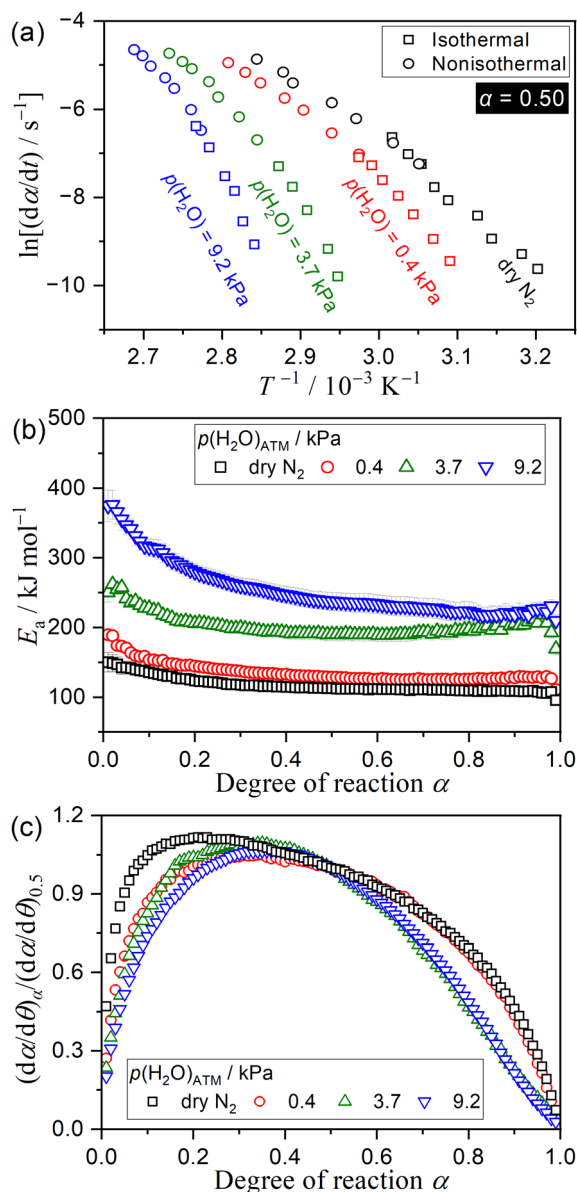 (a)
Isothermal
Nonisothermal
α = 0.50
ln[(dα/dt) / s⁻¹]
−4
−6
−8
−10
p(H₂O) = 9.2 kPa
p(H₂O) = 3.7 kPa
p(H₂O) = 0.4 kPa
dry N₂
2.7 2.8 2.9 3.0 3.1 3.2
T⁻¹ / 10⁻³ K⁻¹
(b)
p(H₂O)ATM / kPa
dry N₂ 0.4 3.7 9.2
Eₐ / kJ mol⁻¹
500
400
300
200
100
0.0 0.2 0.4 0.6 0.8 1.0
Degree of reaction α
(c)
(dα/dθ)α/(dα/dθ)0.5
1.2
0.9
0.6
0.3
0.0
p(H₂O)ATM / kPa
dry N₂ 0.4 3.7 9.2
0.0 0.2 0.4 0.6 0.8 1.0
Degree of reaction α